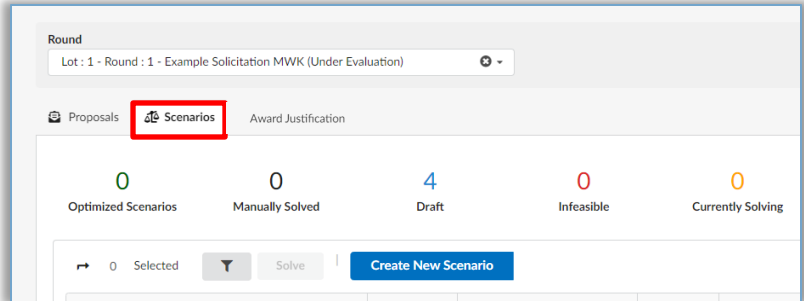 Round
Lot : 1 - Round : 1 - Example Solicitation MWK (Under Evaluation)
Proposals Scenarios Award Justification
0 0 4 0 0
Optimized Scenarios Manually Solved Draft Infeasible Currently Solving
0 Selected Solve Create New Scenario